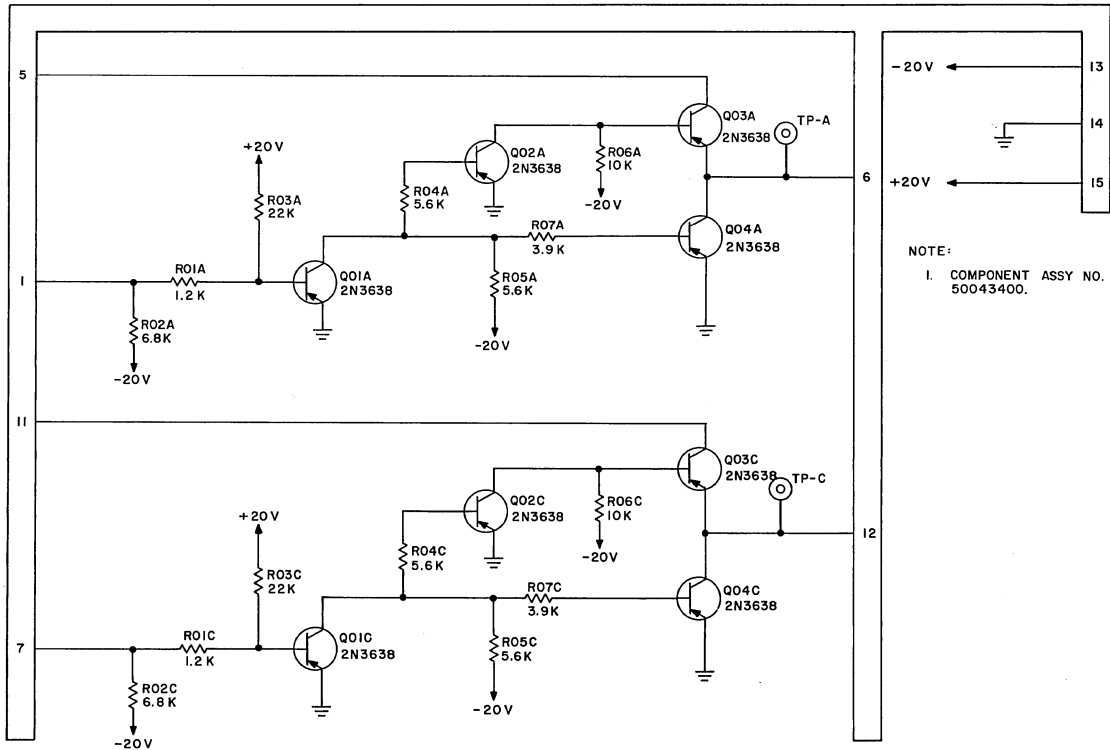 5
Q03A
2N3638
TP-A
Q02A
2N3638
R06A
10K
-20V
+20V
R03A
22K
R04A
5.6K
6
R07A
3.9K
Q04A
2N3638
1
R01A
1.2K
Q01A
2N3638
R05A
5.6K
-20V
R02A
6.8K
-20V
11
Q03C
2N3638
TP-C
Q02C
2N3638
R06C
10K
-20V
+20V
R03C
22K
R04C
5.6K
12
R07C
3.9K
Q04C
2N3638
7
R01C
1.2K
Q01C
2N3638
R05C
5.6K
-20V
R02C
6.8K
-20V
-20V
13
14
+20V
15
NOTE:
1. COMPONENT ASSY NO.
50043400.